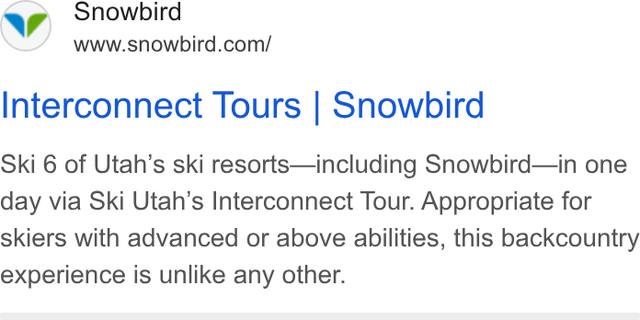 Snowbird
www.snowbird.com/
Interconnect Tours | Snowbird
Ski 6 of Utah’s ski resorts—including Snowbird—in one
day via Ski Utah’s Interconnect Tour. Appropriate for
skiers with advanced or above abilities, this backcountry
experience is unlike any other.